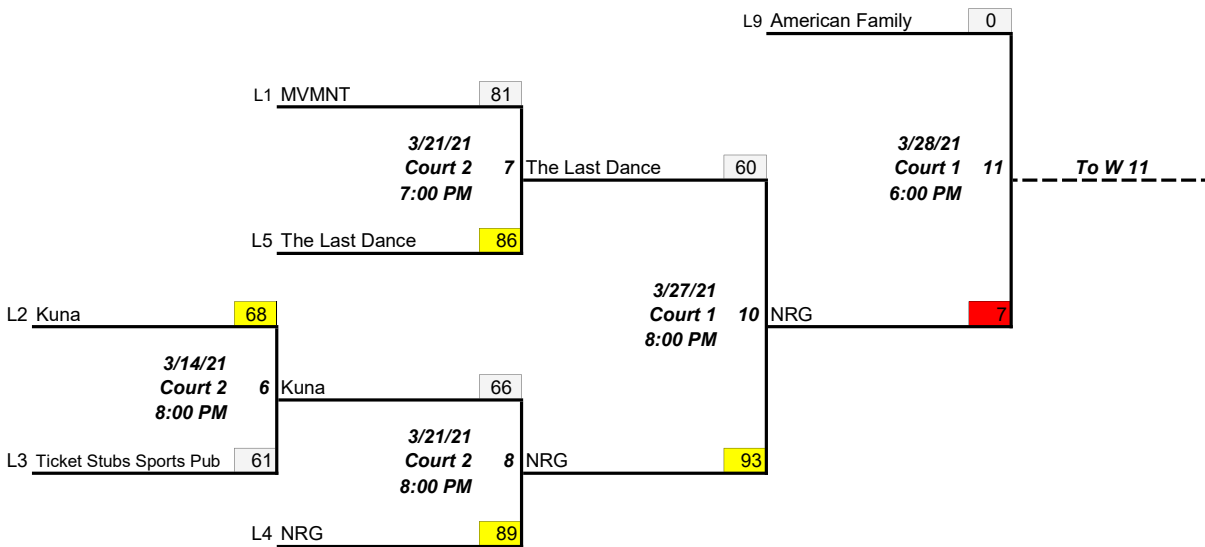 L9 American Family 0
L1 MVMNT 81
3/21/21
Court 2 7
7:00 PM
The Last Dance 60
3/28/21
Court 1 11
6:00 PM
To W 11
L5 The Last Dance 86
L2 Kuna 68
3/27/21
Court 1 10
8:00 PM
NRG 7
3/14/21
Court 2 6
8:00 PM
Kuna 66
L3 Ticket Stubs Sports Pub 61
3/21/21
Court 2 8
8:00 PM
NRG 93
L4 NRG 89